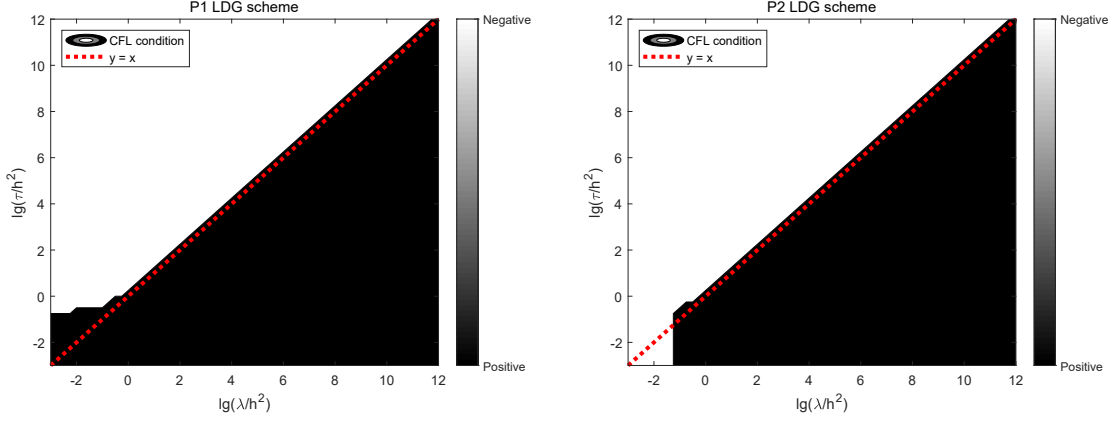 P1 LDG scheme
12
10
8
6
4
2
0
-2
lg(τ/h²)
CFL condition
y = x
-2 0 2 4 6 8 10 12
lg(λ/h²)
Negative
Positive
P2 LDG scheme
12
10
8
6
4
2
0
-2
lg(τ/h²)
CFL condition
y = x
-2 0 2 4 6 8 10 12
lg(λ/h²)
Negative
Positive